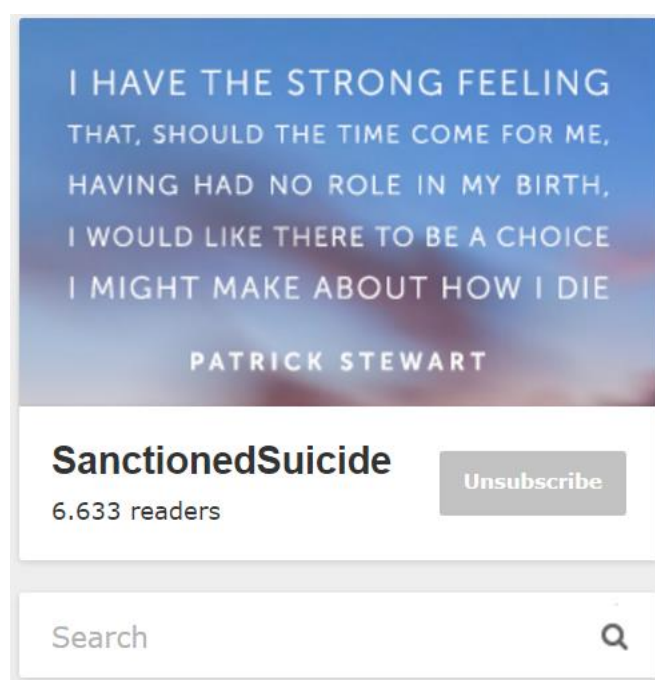 I HAVE THE STRONG FEELING
THAT, SHOULD THE TIME COME FOR ME,
HAVING HAD NO ROLE IN MY BIRTH,
I WOULD LIKE THERE TO BE A CHOICE
I MIGHT MAKE ABOUT HOW I DIE
PATRICK STEWART
SanctionedSuicide
Unsubscribe
6.633 readers
Search